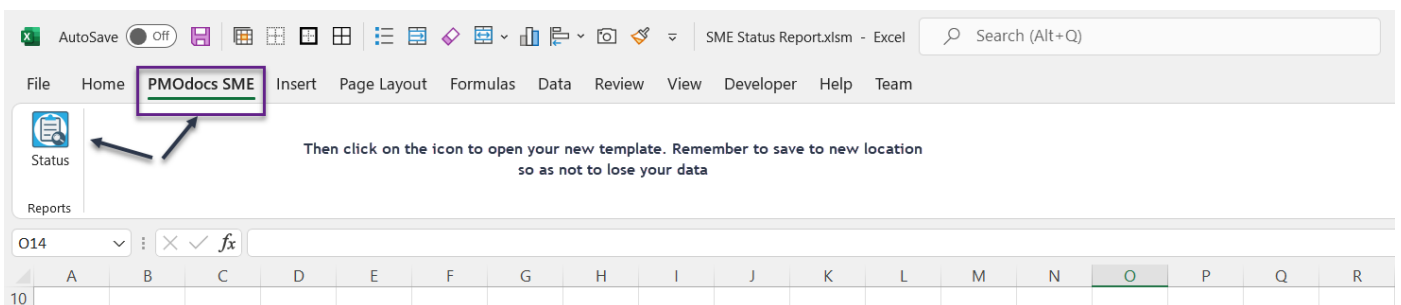 AutoSave Off SME Status Report.xlsm - Excel Search (Alt+Q)
File Home PMOdocs SME Insert Page Layout Formulas Data Review View Developer Help Team
Then click on the icon to open your new template. Remember to save to new location
so as not to lose your data
Status
Reports
O14 fx
A B C D E F G H I J K L M N O P Q R
10